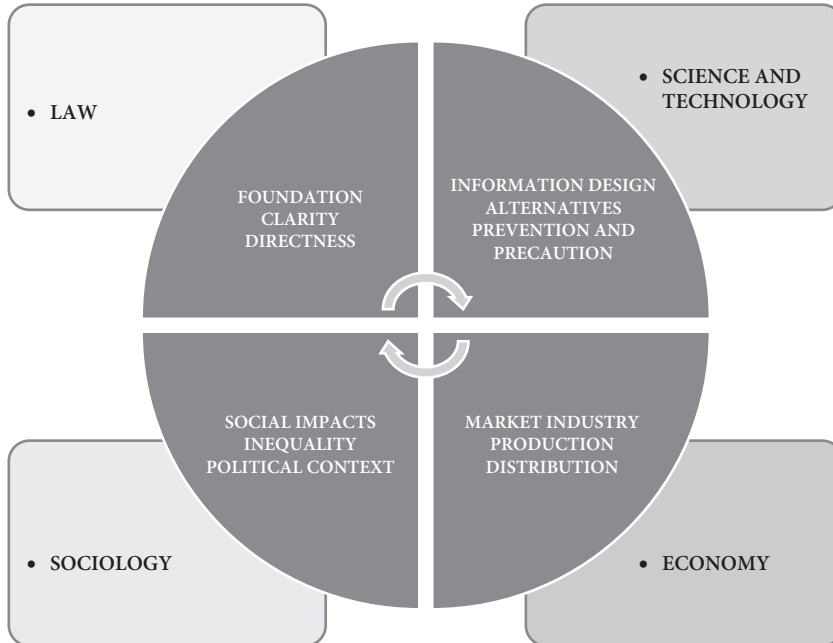 • LAW
• SCIENCE AND
TECHNOLOGY
FOUNDATION
CLARITY
DIRECTNESS
INFORMATION DESIGN
ALTERNATIVES
PREVENTION AND
PRECAUTION
SOCIAL IMPACTS
INEQUALITY
POLITICAL CONTEXT
MARKET INDUSTRY
PRODUCTION
DISTRIBUTION
• SOCIOLOGY
• ECONOMY